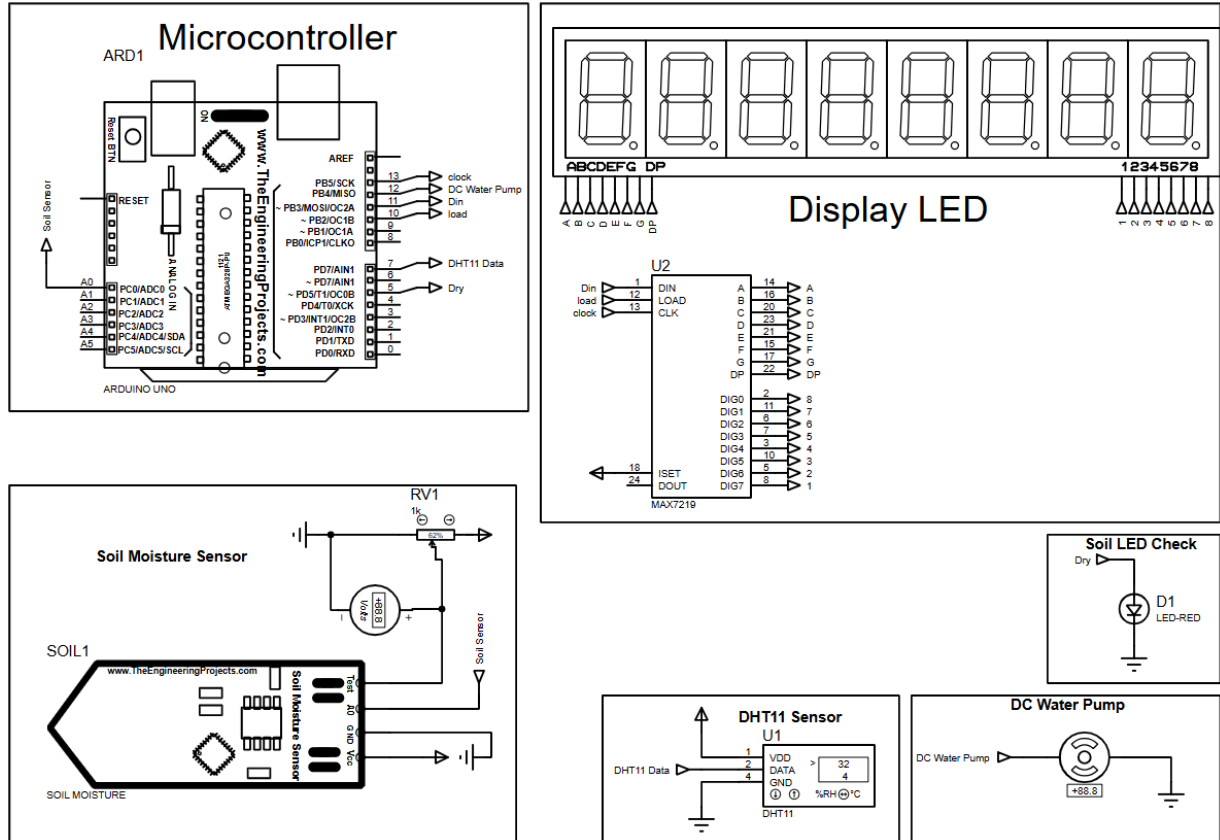 Microcontroller
ARD1
ON
Reset BTN
www.TheEngineeringProjects.com
AREF
RESET
PB5/SCK 13 clock
PB4/MISO 12 DC Water Pump
~ PB3/MOSI/OC2A 11 Din
~ PB2/OC1B 10 load
~ PB1/OC1A 9
PB0/ICP1/CLKO 8
Soil Sensor
ANALOG IN
ATMEGA328P-PU
1121
PD7/AIN1 7 DHT11 Data
~ PD7/AIN1 6
~ PD5/T1/OC0B 5 Dry
PD4/T0/XCK 4
~ PD3/INT1/OC2B 3
PD2/INT0 2
PD1/TXD 1
PD0/RXD 0
A0 PC0/ADC0
A1 PC1/ADC1
A2 PC2/ADC2
A3 PC3/ADC3
A4 PC4/ADC4/SDA
A5 PC5/ADC5/SCL
ARDUINO UNO
ABCDEFG DP
12345678
A B C D E F G DP
1 2 3 4 5 6 7 8
Display LED
U2
Din 1 DIN
load 12 LOAD
clock 13 CLK
A 14 A
B 16 B
C 20 C
D 23 D
E 21 E
F 15 F
G 17 G
DP 22 DP
DIG0 2 8
DIG1 11 7
DIG2 6 6
DIG3 7 5
DIG4 3 4
DIG5 10 3
DIG6 5 2
DIG7 8 1
18 ISET
24 DOUT
MAX7219
RV1
1k
62%
Soil Moisture Sensor
+88.8
Volts
- +
Soil Sensor
SOIL1
www.TheEngineeringProjects.com
Soil Moisture Sensor
Test
A0
GND
Vcc
SOIL MOISTURE
Soil LED Check
Dry
D1
LED-RED
DHT11 Sensor
U1
1 VDD
DHT11 Data 2 DATA
4 GND
> 32
4
%RH °C
DHT11
DC Water Pump
DC Water Pump
+88.8